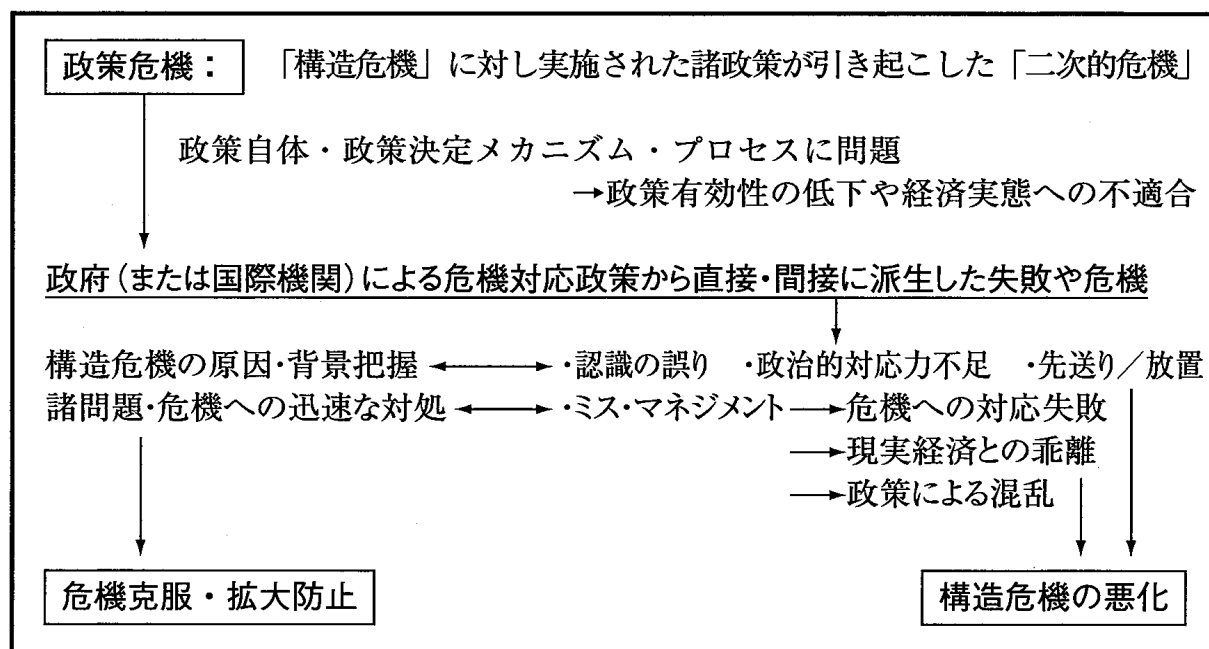 政策危機： 「構造危機」に対し実施された諸政策が引き起こした「二次的危機」
政策自体・政策決定メカニズム・プロセスに問題
→政策有効性の低下や経済実態への不適合
政府（または国際機関）による危機対応政策から直接・間接に派生した失敗や危機
構造危機の原因・背景把握 ←→ ・認識の誤り ・政治的対応力不足 ・先送り／放置
諸問題・危機への迅速な対処 ←→ ・ミス・マネジメント → 危機への対応失敗
→ 現実経済との乖離
→ 政策による混乱
危機克服・拡大防止 構造危機の悪化